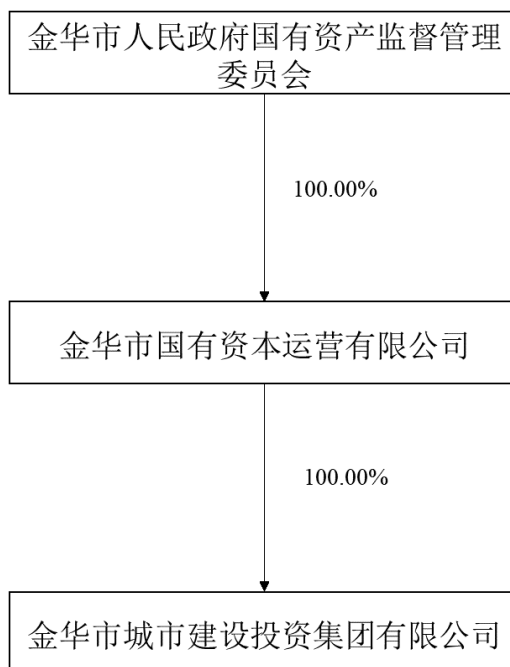 金华市人民政府国有资产监督管理
委员会
100.00%
金华市国有资本运营有限公司
100.00%
金华市城市建设投资集团有限公司